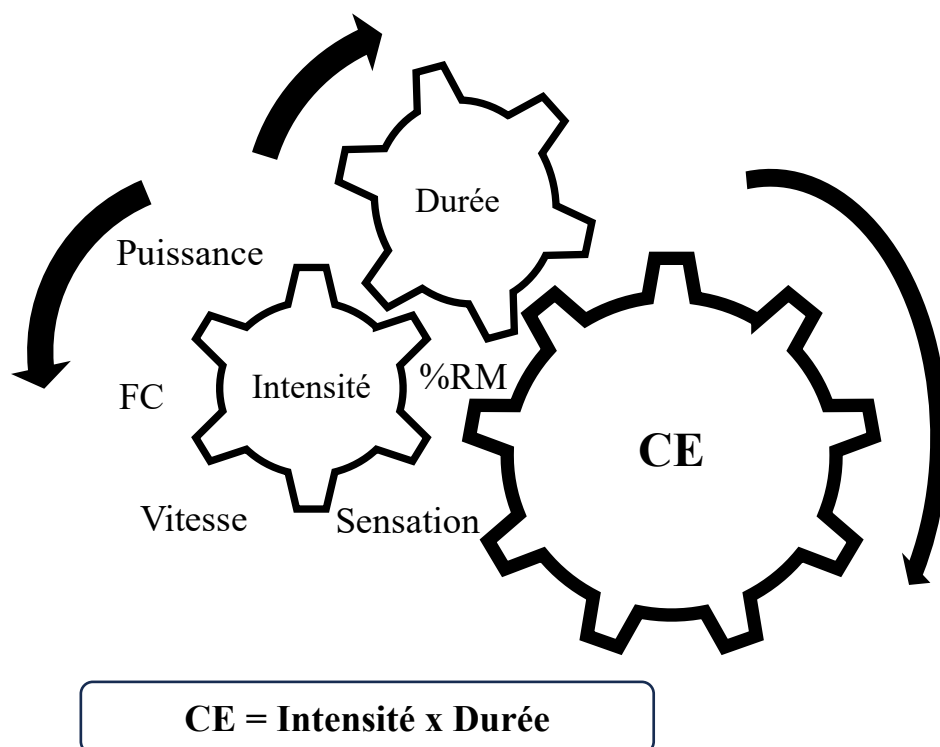 Durée
Puissance
Intensité
%RM
FC
CE
Vitesse
Sensation
CE = Intensité x Durée